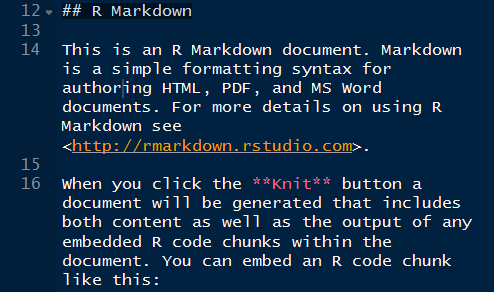 12 ## R Markdown
13
14 This is an R Markdown document. Markdown
is a simple formatting syntax for
authoring HTML, PDF, and MS Word
documents. For more details on using R
Markdown see
<http://rmarkdown.rstudio.com>.
15
16 When you click the **Knit** button a
document will be generated that includes
both content as well as the output of any
embedded R code chunks within the
document. You can embed an R code chunk
like this: